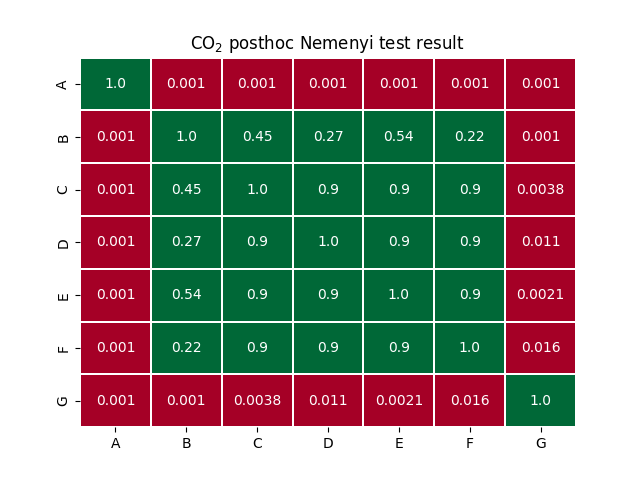 CO₂ posthoc Nemenyi test result
A 1.0 0.001 0.001 0.001 0.001 0.001 0.001
B 0.001 1.0 0.45 0.27 0.54 0.22 0.001
C 0.001 0.45 1.0 0.9 0.9 0.9 0.0038
D 0.001 0.27 0.9 1.0 0.9 0.9 0.011
E 0.001 0.54 0.9 0.9 1.0 0.9 0.0021
F 0.001 0.22 0.9 0.9 0.9 1.0 0.016
G 0.001 0.001 0.0038 0.011 0.0021 0.016 1.0
A B C D E F G